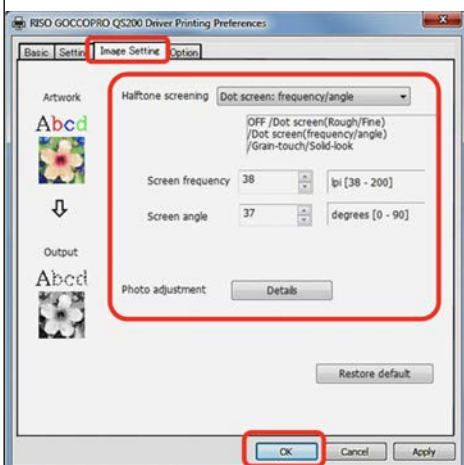 RISO GOCCOPRO QS200 Driver Printing Preferences
Basic Setting Image Setting Option
Artwork
Halftone screening Dot screen: frequency/angle
Abcd
OFF /Dot screen(Rough/Fine)
/Dot screen(frequency/angle)
/Grain-touch/Solid-look
Screen frequency 38 lpi [38 - 200]
Screen angle 37 degrees [0 - 90]
Output
Abcd
Photo adjustment Details
Restore default
OK Cancel Apply